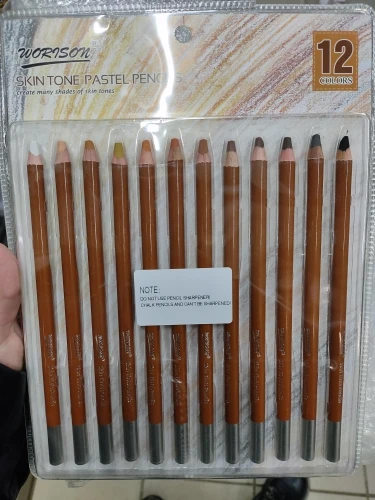 WORISON
SKIN TONE PASTEL PENCILS
create many shades of skin tones
12
COLORS
NOTE:
DO NOT USE PENCIL SHARPENER!
CHALK PENCILS AND CAN'T BE SHARPENED!